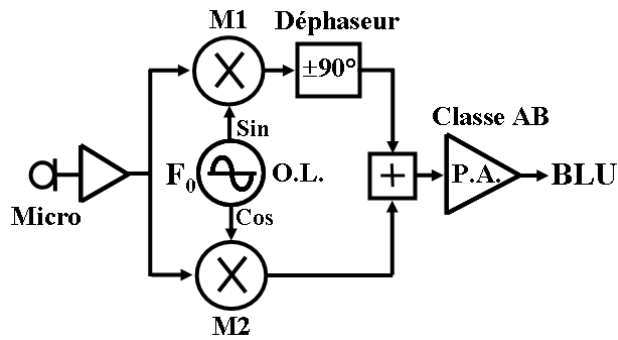 M1
Déphaseur
±90°
Classe AB
Sin
F0
O.L.
+
P.A.
BLU
Micro
Cos
M2